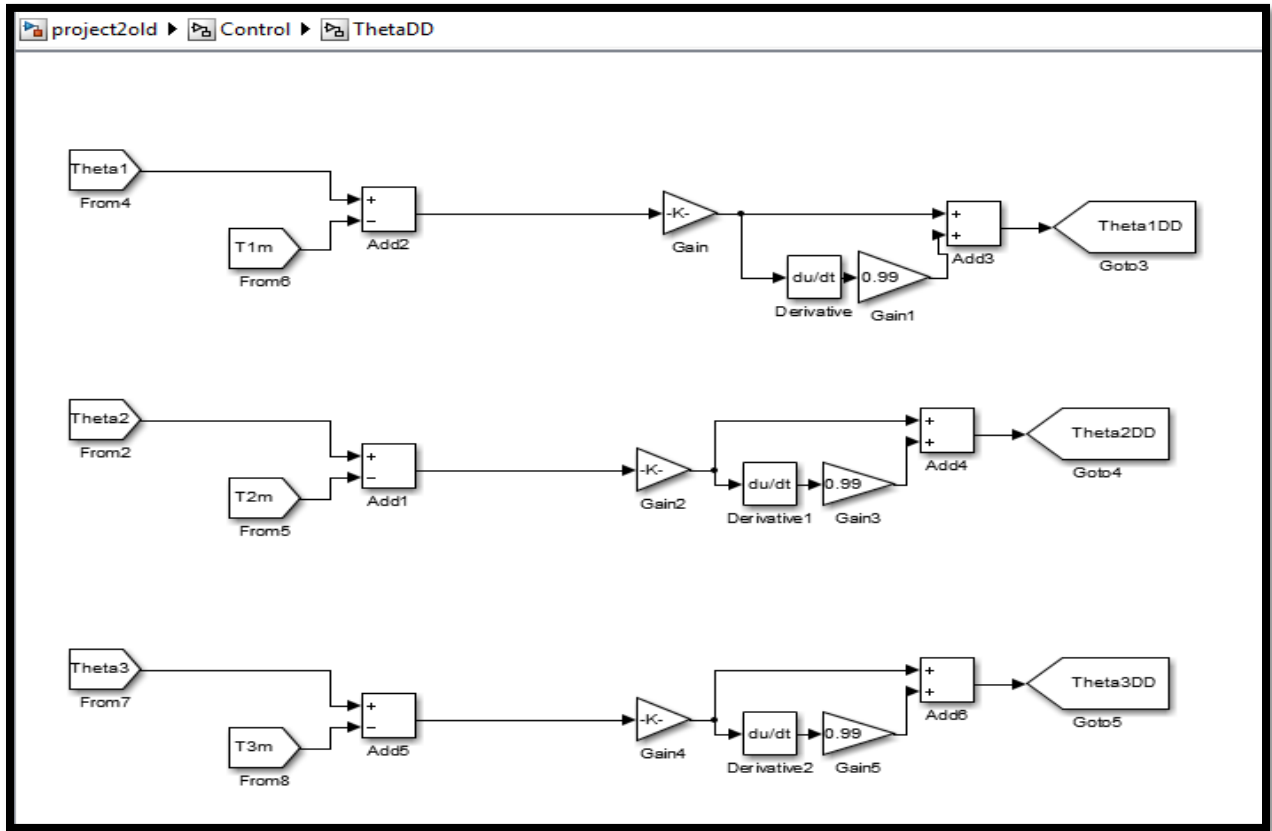 project2old ▶ Control ▶ ThetaDD
Theta1
From4
T1m
From6
+
−
Add2
-K-
Gain
du/dt
Derivative
0.99
Gain1
+
+
Add3
Theta1DD
Goto3
Theta2
From2
T2m
From5
+
−
Add1
-K-
Gain2
du/dt
Derivative1
0.99
Gain3
+
+
Add4
Theta2DD
Goto4
Theta3
From7
T3m
From8
+
−
Add5
-K-
Gain4
du/dt
Derivative2
0.99
Gain5
+
+
Add6
Theta3DD
Goto5